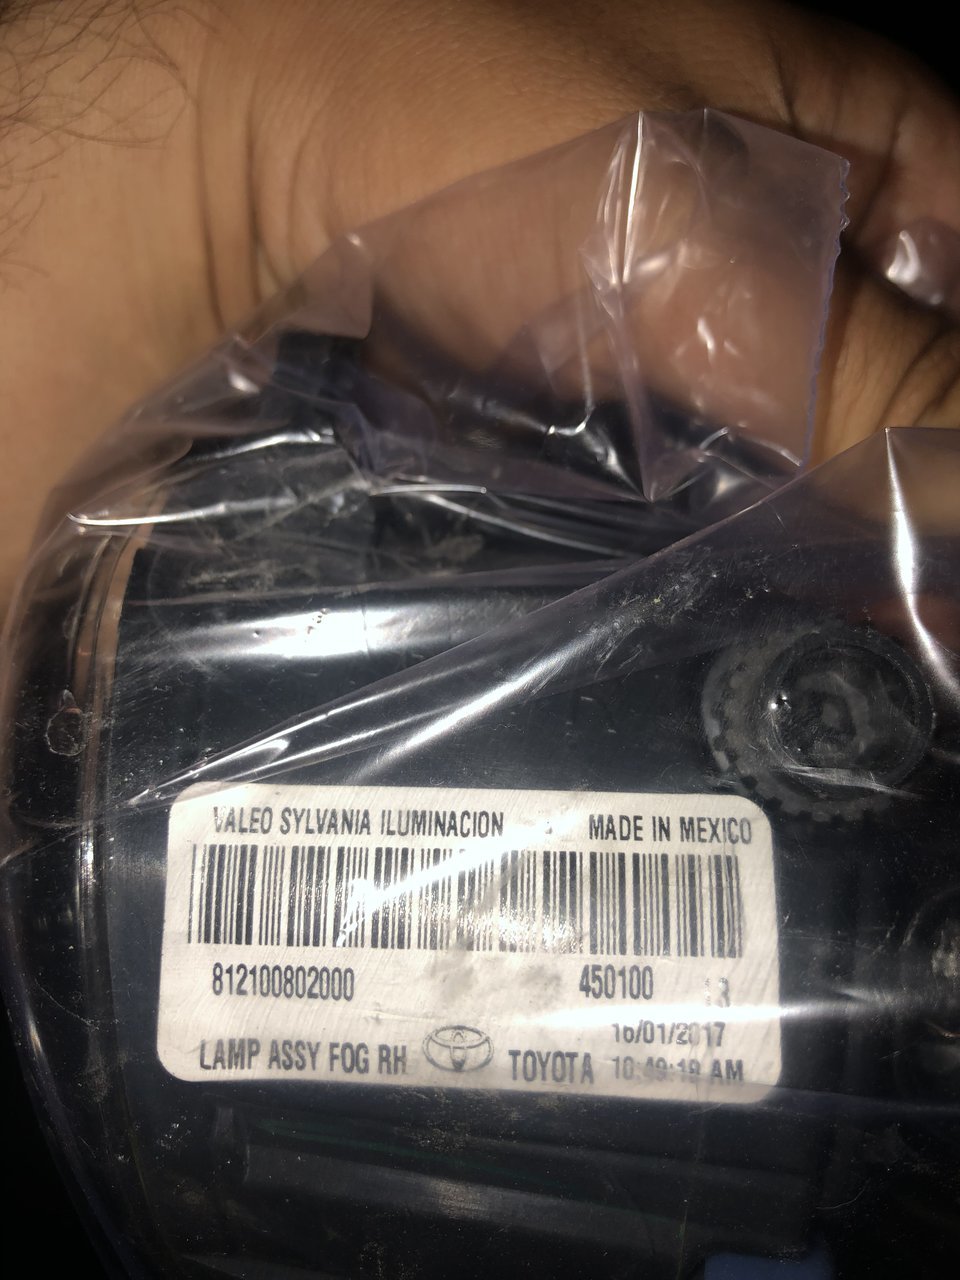 VALEO SYLVANIA ILUMINACION MADE IN MEXICO
812100802000 450100
16/01/2017
LAMP ASSY FOG RH TOYOTA 10:49:19 AM